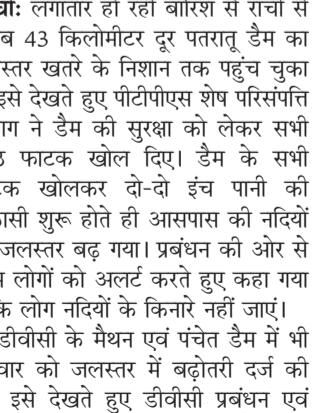 ची: लगातार हो रही बारिश से रांची से
ब 43 किलोमीटर दूर पतरातू डैम का
स्तर खतरे के निशान तक पहुंच चुका
इसे देखते हुए पीटीपीएस शेष परिसंपत्ति
ाग ने डैम की सुरक्षा को लेकर सभी
फाटक खोल दिए। डैम के सभी
क खोलकर दो-दो इंच पानी की
ासी शुरू होते ही आसपास की नदियों
जलस्तर बढ़ गया। प्रबंधन की ओर से
लोगों को अलर्ट करते हुए कहा गया
लोग नदियों के किनारे नहीं जाएं।
डीवीसी के मैथन एवं पंचेत डैम में भी
वार को जलस्तर में बढ़ोतरी दर्ज की
इसे देखते हुए डीवीसी प्रबंधन एवं